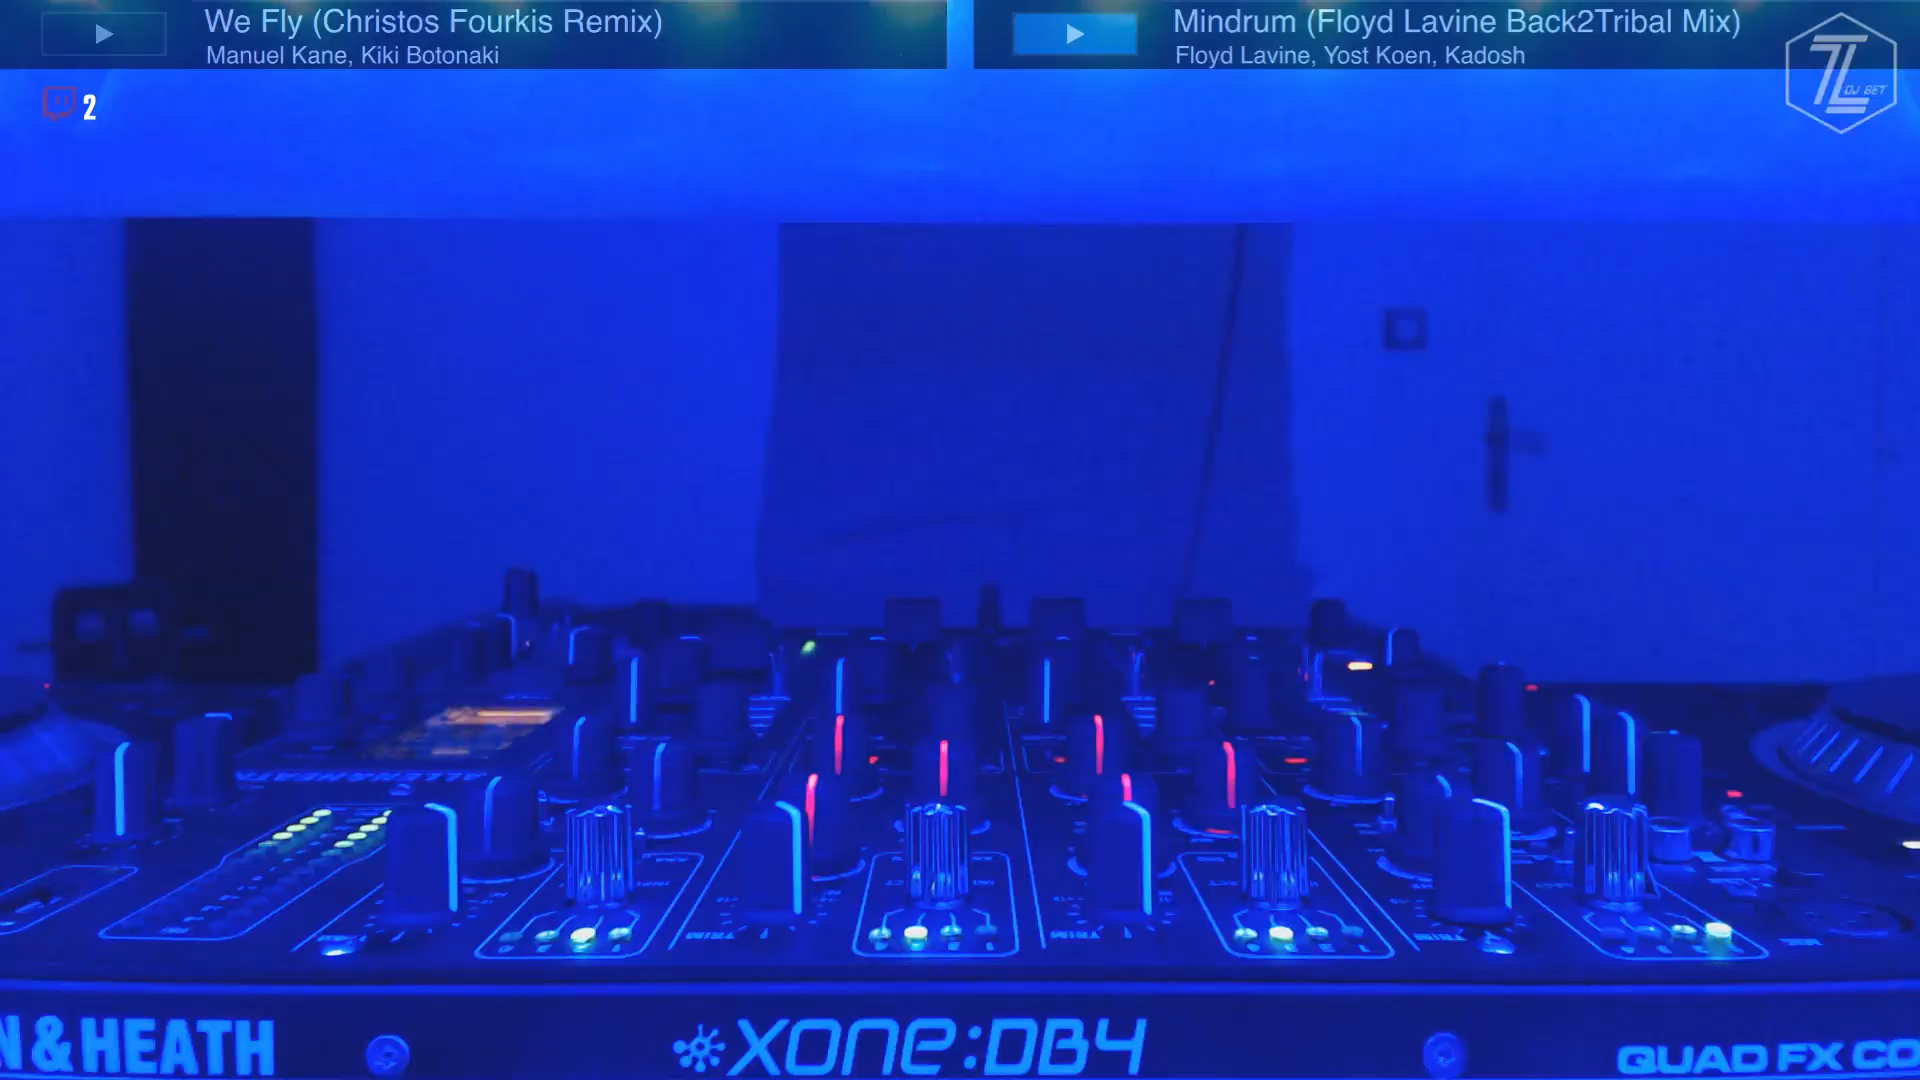 We Fly (Christos Fourkis Remix)
Manuel Kane, Kiki Botonaki
Mindrum (Floyd Lavine Back2Tribal Mix)
Floyd Lavine, Yost Koen, Kadosh
TL
DJ SET
2
N & HEATH
XONE:DB4
QUAD FX CO